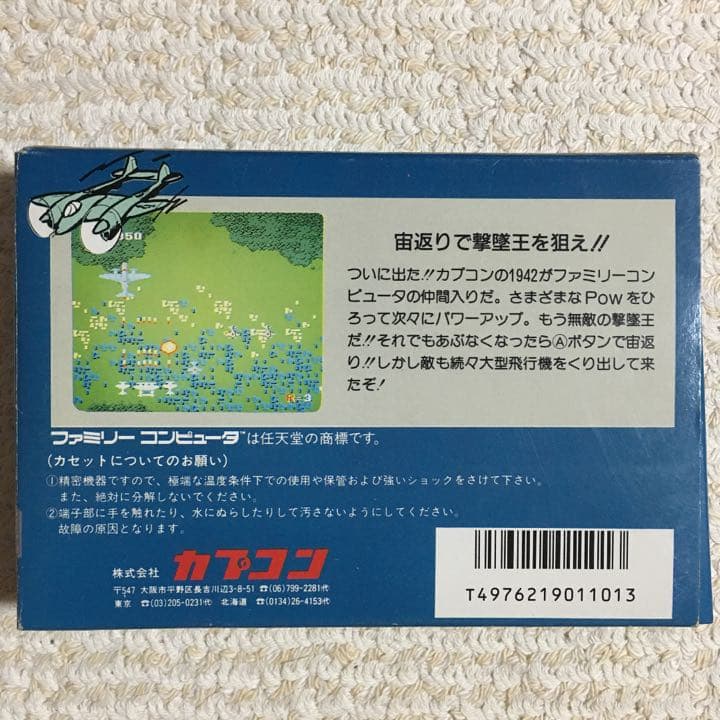 宙返りで撃墜王を狙え!!
ついに出た!!カプコンの1942がファミリーコン
ピュータの仲間入りだ。さまざまなPowをひ
ろって次々にパワーアップ。もう無敵の撃墜王
だ!!それでもあぶなくなったらⒶボタンで宙返
り!!しかし敵も続々大型飛行機をくり出して来
たぞ!
850
R-3
ファミリー コンピュータ™は任天堂の商標です。
(カセットについてのお願い)
①精密機器ですので、極端な温度条件下での使用や保管および強いショックをさけて下さい。
また、絶対に分解しないでください。
②端子部に手を触れたり、水にぬらしたりして汚さないようにしてください。
故障の原因となります。
株式会社 カプコン
〒547 大阪市平野区長吉川辺3-8-51 ☎(06)799-2281代
東京 ☎(03)205-0231代 北海道 ☎(0134)26-4153代
T4976219011013